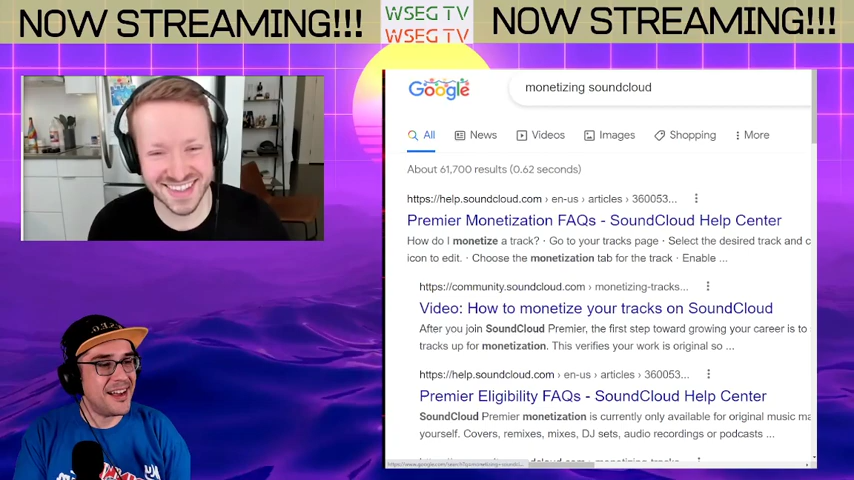 NOW STREAMING!!!
WSEG TV
WSEG TV
NOW STREAMING!!!
Google
monetizing soundcloud
All
News
Videos
Images
Shopping
More
About 61,700 results (0.62 seconds)
https://help.soundcloud.com › en-us › articles › 360053...
Premier Monetization FAQs - SoundCloud Help Center
How do I monetize a track? · Go to your tracks page · Select the desired track and c
icon to edit. · Choose the monetization tab for the track · Enable ...
https://community.soundcloud.com › monetizing-tracks...
Video: How to monetize your tracks on SoundCloud
After you join SoundCloud Premier, the first step toward growing your career is to
tracks up for monetization. This verifies your work is original so ...
https://help.soundcloud.com › en-us › articles › 360053...
Premier Eligibility FAQs - SoundCloud Help Center
SoundCloud Premier monetization is currently only available for original music ma
yourself. Covers, remixes, mixes, DJ sets, audio recordings or podcasts ...